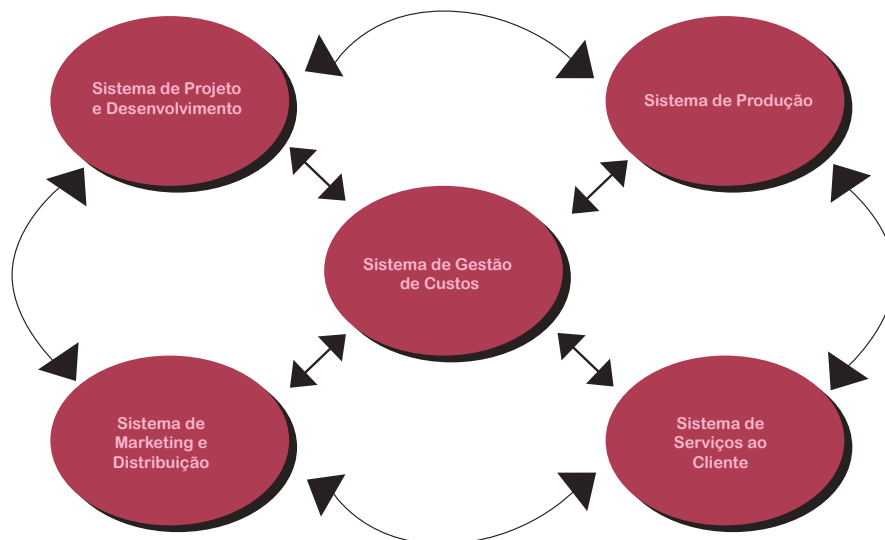 Sistema de Projeto
e Desenvolvimento
Sistema de Produção
Sistema de Gestão
de Custos
Sistema de
Marketing e
Distribuição
Sistema de
Serviços ao
Cliente